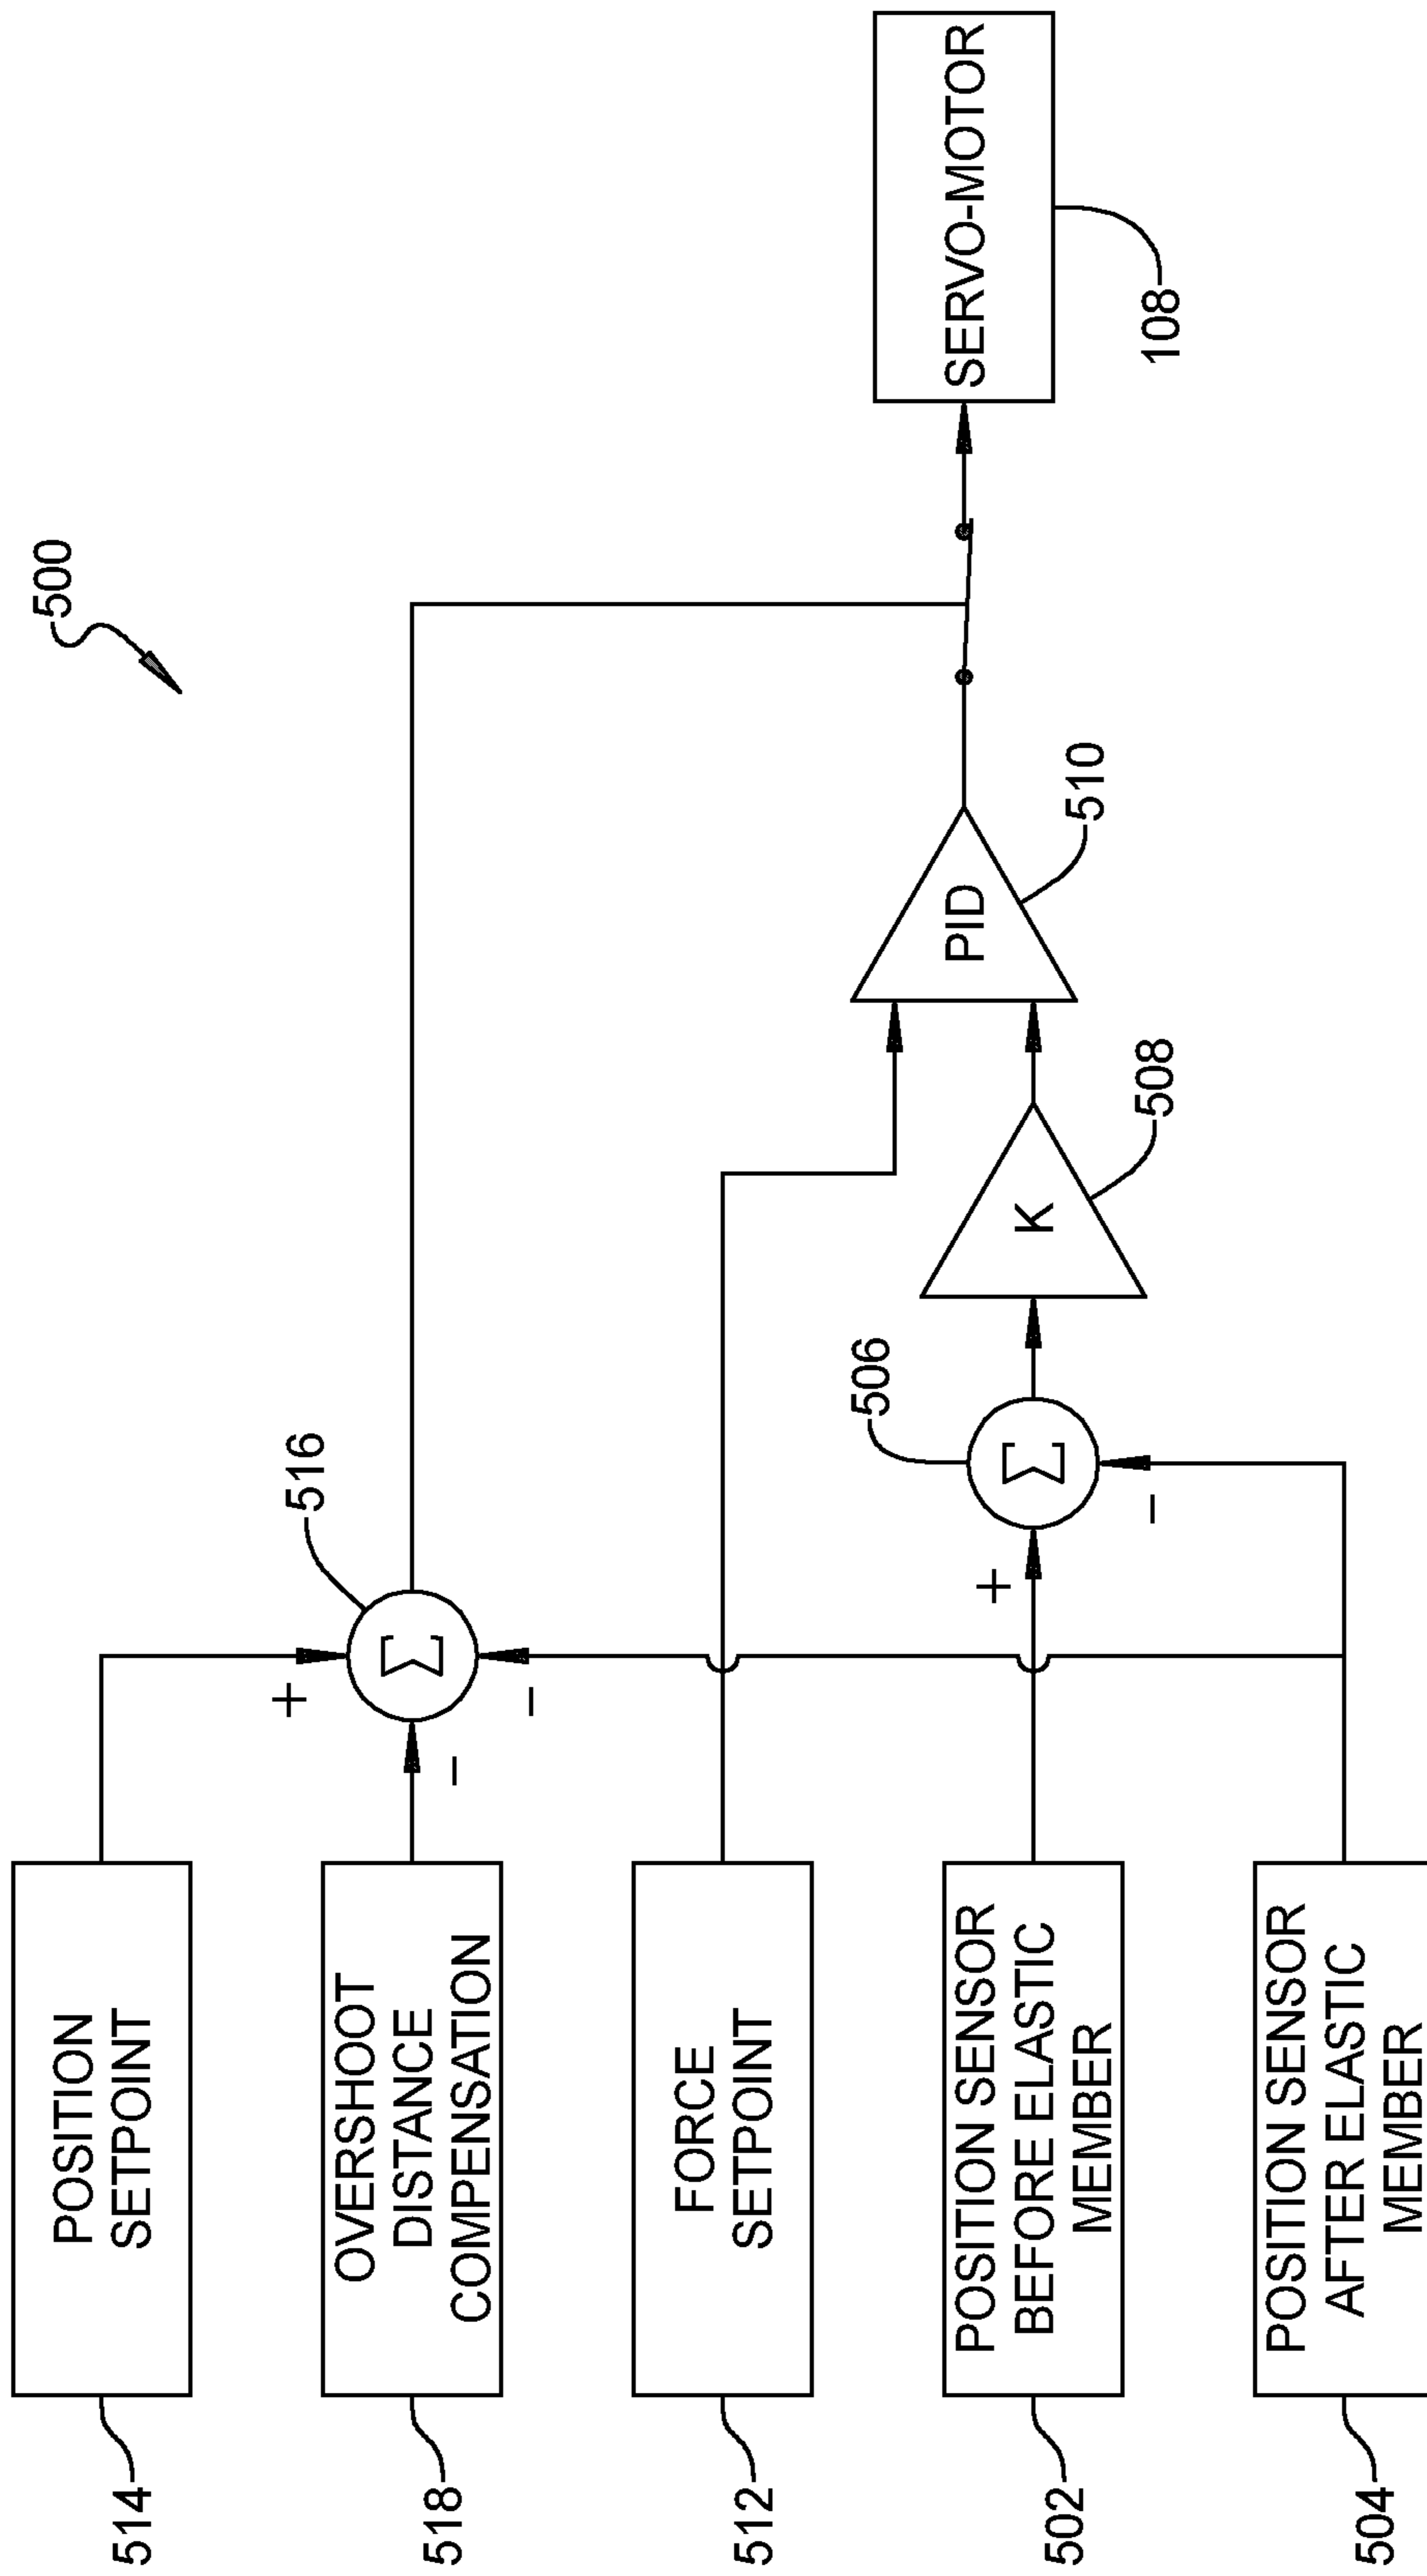 500
514
POSITION
SETPOINT
+
516
Σ
-
-
518
OVERSHOOT
DISTANCE
COMPENSATION
512
FORCE
SETPOINT
502
POSITION SENSOR
BEFORE ELASTIC
MEMBER
+
506
Σ
-
K
508
PID
510
SERVO-MOTOR
108
504
POSITION SENSOR
AFTER ELASTIC
MEMBER